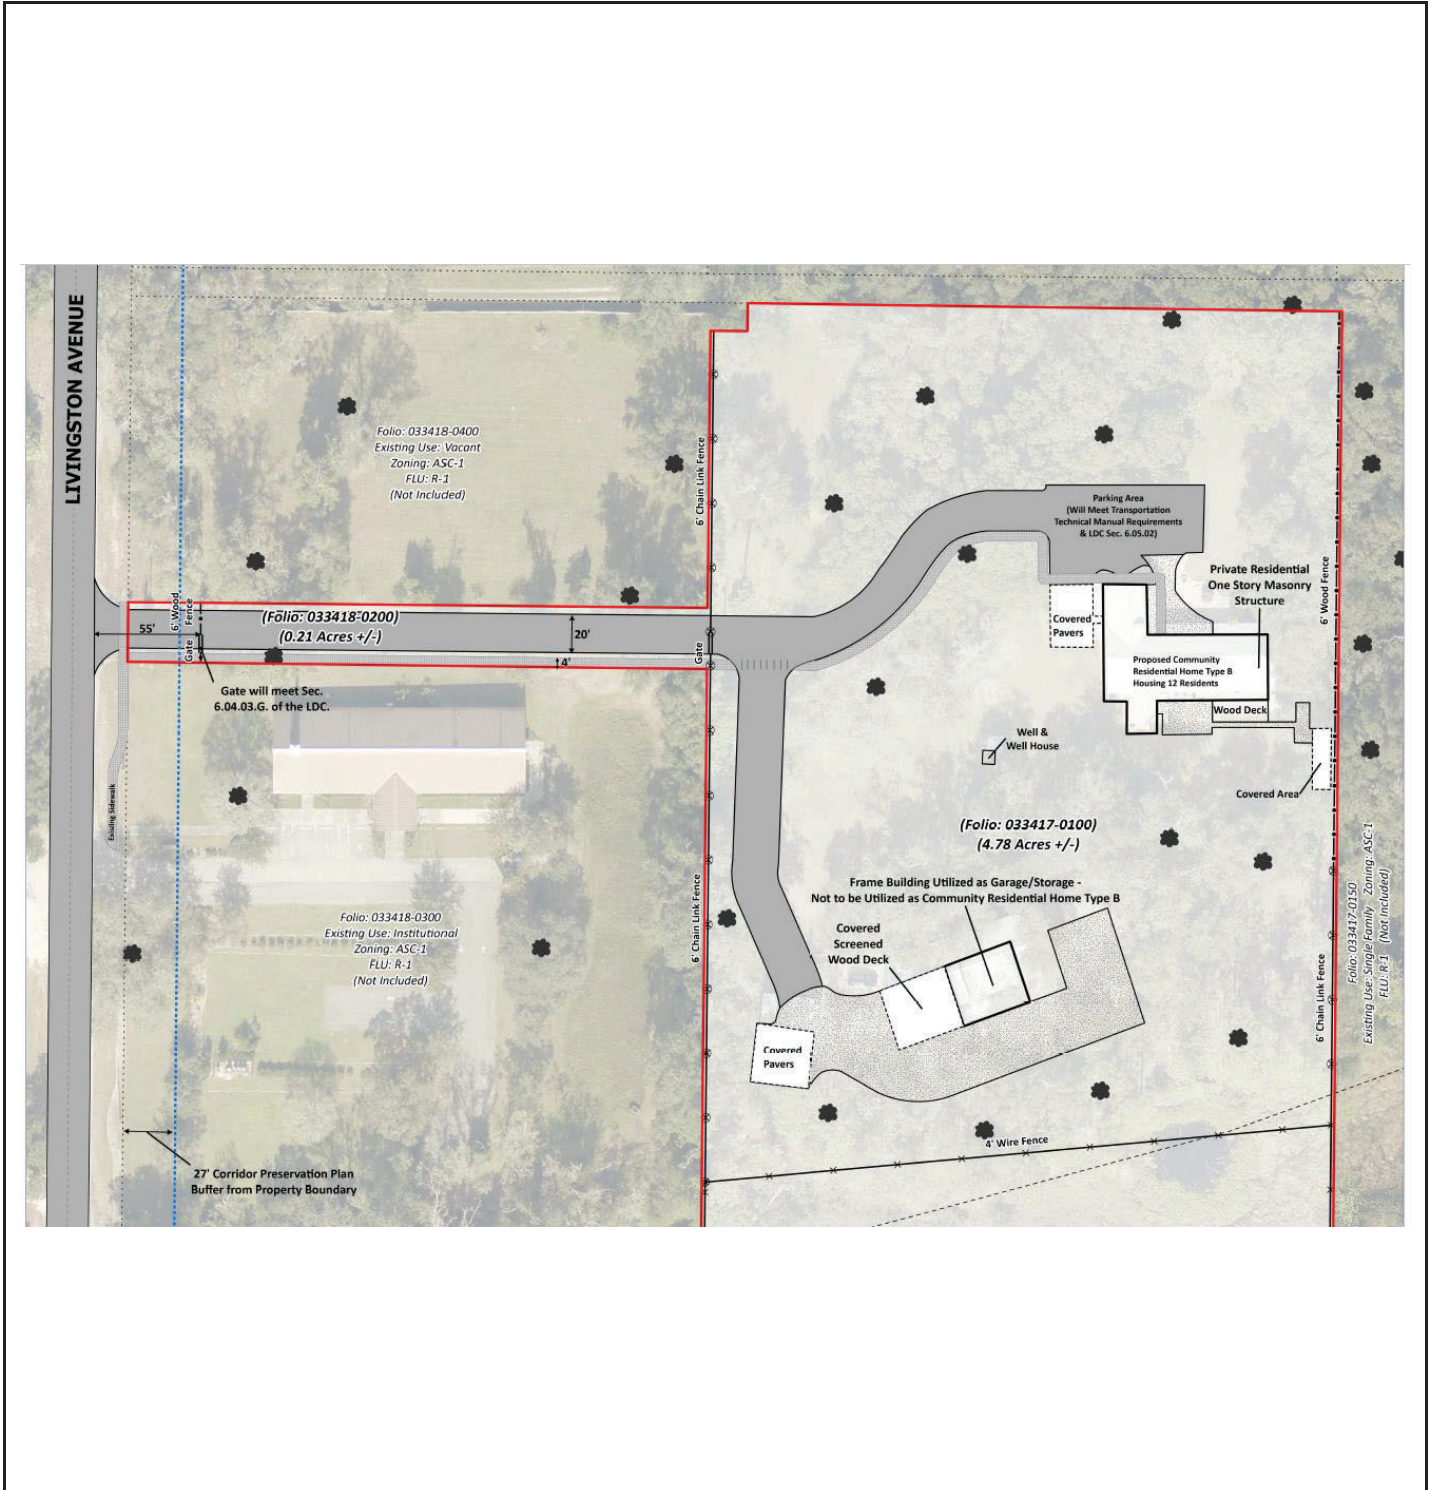 LIVINGSTON AVENUE
Folio: 033418-0400
Existing Use: Vacant
Zoning: ASC-1
FLU: R-1
(Not Included)
6' Chain Link Fence
Parking Area
(Will Meet Transportation
Technical Manual Requirements
& LDC Sec. 6.05.02)
Private Residential
One Story Masonry
Structure
6' Wood Fence
6' Wood
Fence
(Folio: 033418-0200)
(0.21 Acres +/-)
55'
20'
4'
Gate
Gate
Covered
Pavers
Proposed Community
Residential Home Type B
Housing 12 Residents
Gate will meet Sec.
6.04.03.G. of the LDC.
Wood Deck
Well &
Well House
Covered Area
Existing Sidewalk
(Folio: 033417-0100)
(4.78 Acres +/-)
Frame Building Utilized as Garage/Storage -
Not to be Utilized as Community Residential Home Type B
Covered
Screened
Wood Deck
Folio: 033418-0300
Existing Use: Institutional
Zoning: ASC-1
FLU: R-1
(Not Included)
6' Chain Link Fence
6' Chain Link Fence
Folio: 033417-0150
Existing Use: Single Family Zoning: ASC-1
FLU: R-1 (Not Included)
Covered
Pavers
4' Wire Fence
27' Corridor Preservation Plan
Buffer from Property Boundary